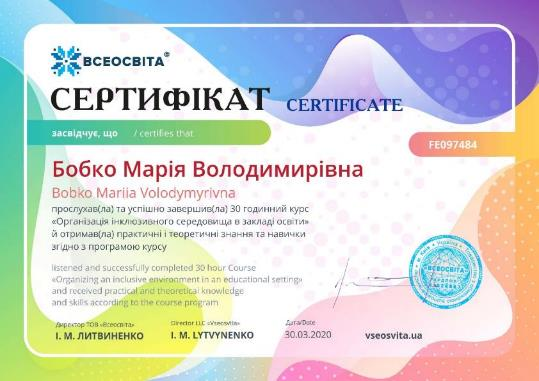 ВСЕОСВІТА®
СЕРТИФІКАТ CERTIFICATE
засвідчує, що / certifies that
FE097484
Бобко Марія Володимирівна
Bobko Mariia Volodymyrivna
прослухав(ла) та успішно завершив(ла) 30 годинний курс
«Організація інклюзивного середовища в закладі освіти»
й отримав(ла) практичні і теоретичні знання та навички
згідно з програмою курсу
listened and successfully completed 30 hour Course
«Organizing an inclusive environment in an educational setting»
and received practical and theoretical knowledge
and skills according to the course program
Директор ТОВ «Всеосвіта» Director LLC «Vseosvita» Дата/Date
І. М. ЛИТВИНЕНКО I. M. LYTVYNENKO 30.03.2020 vseosvita.ua
«ВСЕОСВІТА»